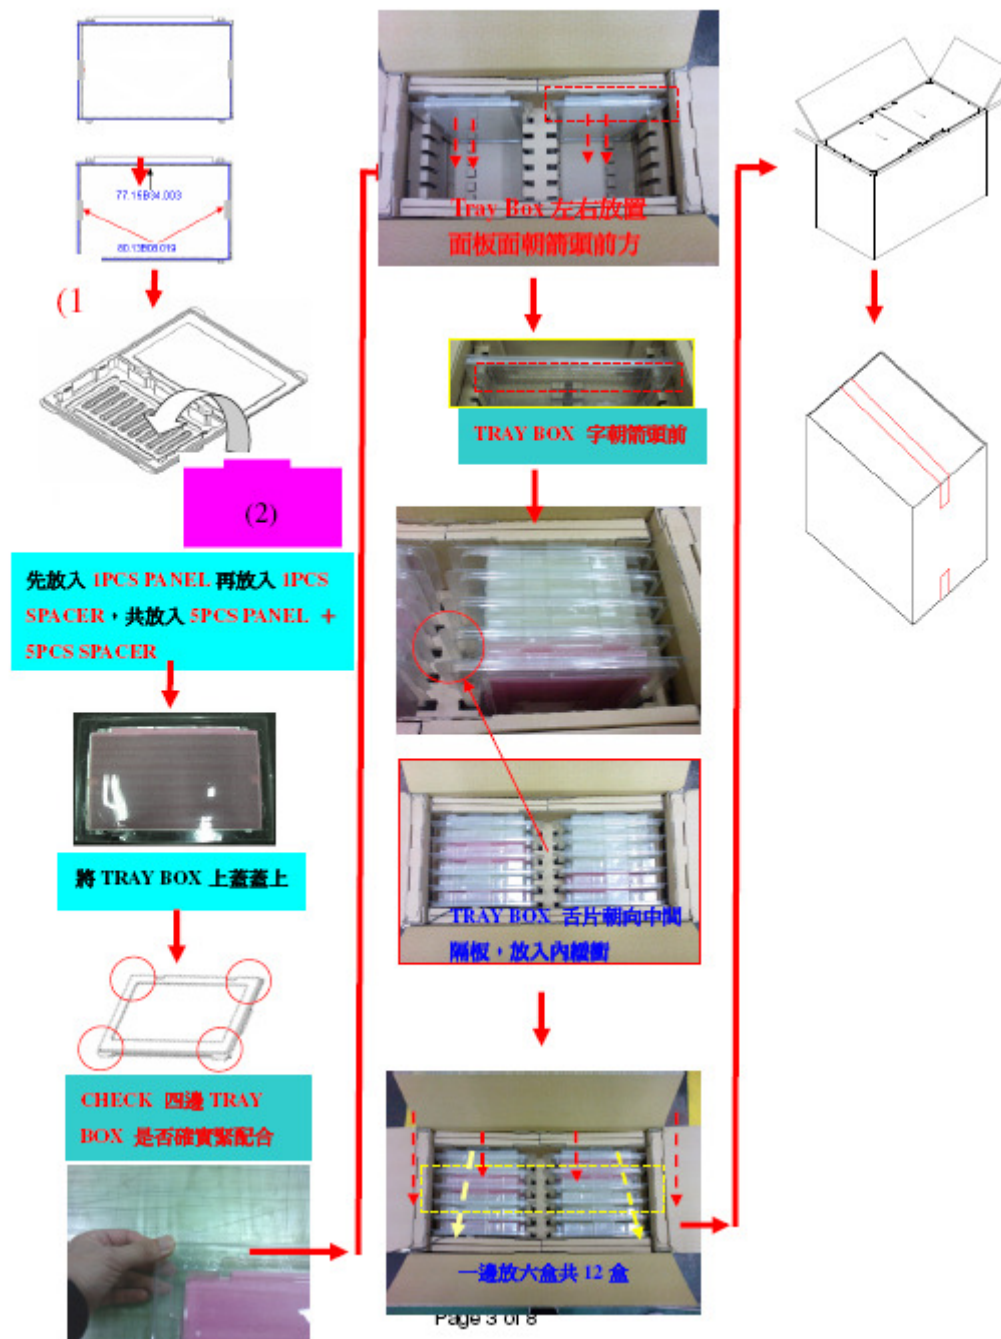 77.15B34.003
80.13B08.019
(1
(2)
先放入 1PCS PANEL 再放入 1PCS
SPACER，共放入 5PCS PANEL ＋
5PCS SPACER
將 TRAY BOX 上蓋蓋上
CHECK 四邊 TRAY
BOX 是否確實緊配合
Tray Box 左右放置
面板面朝箭頭前方
TRAY BOX 字朝箭頭前
TRAY BOX 舌片朝向中間
隔板，放入內緩衝
一邊放六盒共 12 盒
Page 3 of 8